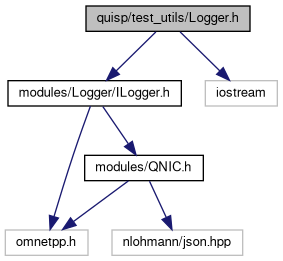 quisp/test_utils/Logger.h
modules/Logger/ILogger.h
iostream
modules/QNIC.h
omnetpp.h
nlohmann/json.hpp